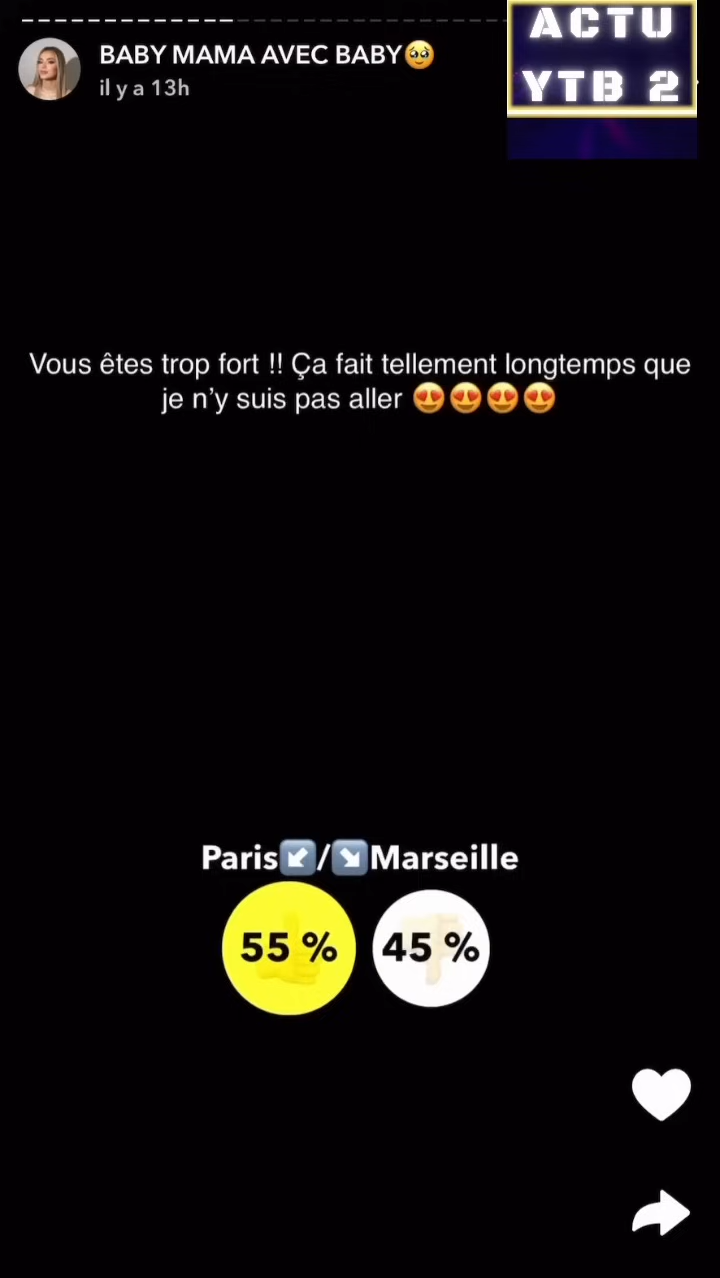 BABY MAMA AVEC BABY🥹
il y a 13h
ACTU
YTB 2
Vous êtes trop fort !! Ça fait tellement longtemps que
je n’y suis pas aller 😍😍😍😍
Paris↙️/↘️Marseille
55 % 45 %